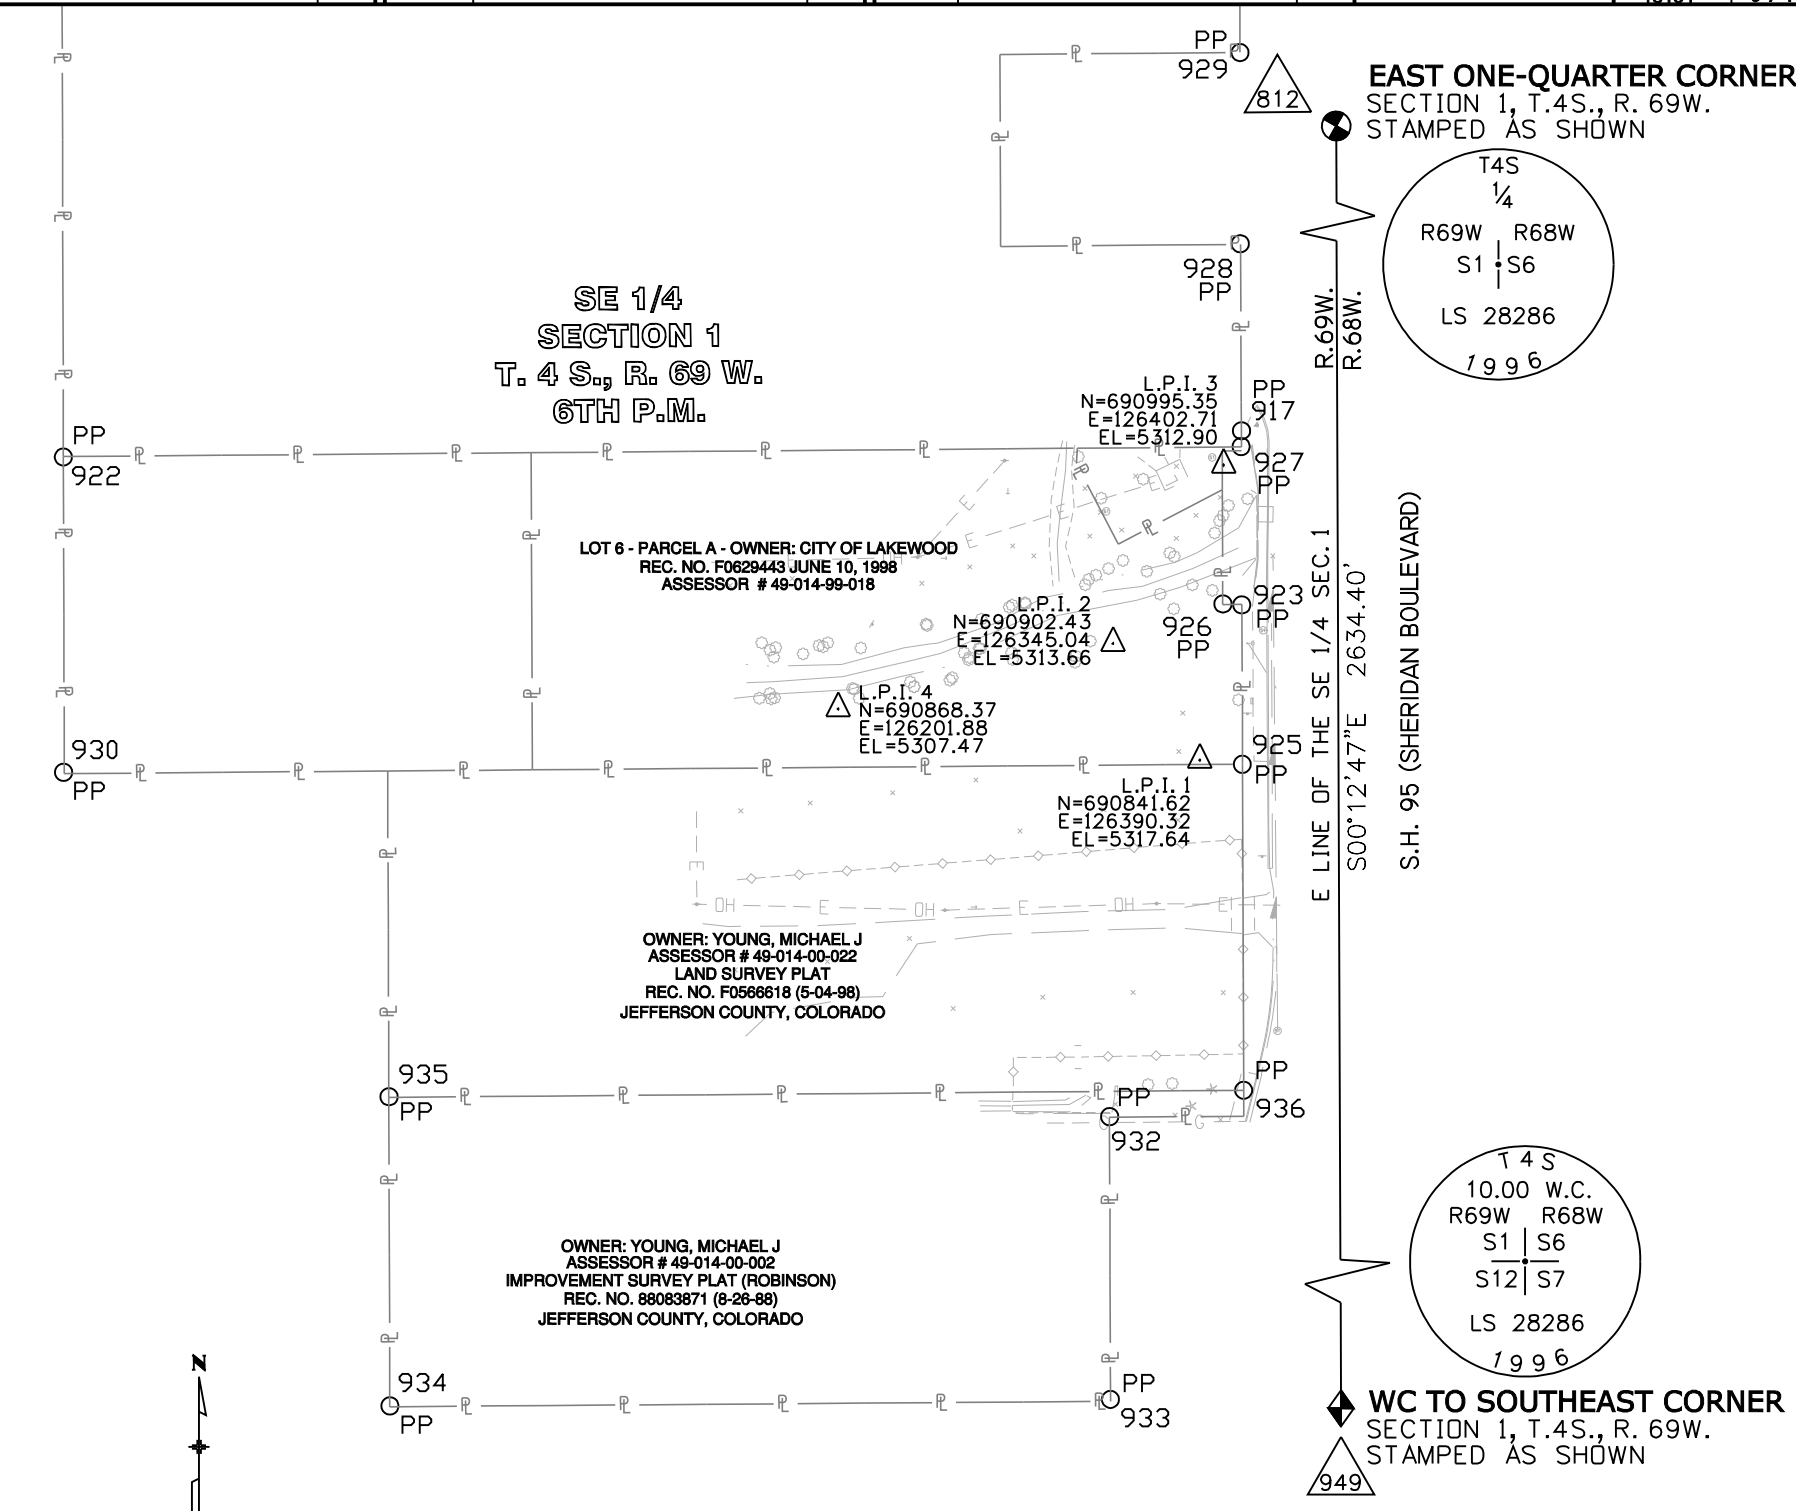 PP
929
812
EAST ONE-QUARTER CORNER
SECTION 1, T.4S., R. 69W.
STAMPED AS SHOWN
T4S
1/4
R69W R68W
S1 S6
LS 28286
1996
928
PP
R.69W.
R.68W.
SE 1/4
SECTION 1
T. 4 S., R. 69 W.
6TH P.M.
L.P.I. 3
N=690995.35
E=126402.71
EL=5312.90
PP
917
927
PP
PP
922
LOT 6 - PARCEL A - OWNER: CITY OF LAKEWOOD
REC. NO. F0629443 JUNE 10, 1998
ASSESSOR # 49-014-99-018
L.P.I. 2
N=690902.43
E=126345.04
EL=5313.66
923
PP
926
PP
E LINE OF THE SE 1/4 SEC. 1
S00°12'47"E 2634.40'
S.H. 95 (SHERIDAN BOULEVARD)
L.P.I. 4
N=690868.37
E=126201.88
EL=5307.47
930
PP
925
PP
L.P.I. 1
N=690841.62
E=126390.32
EL=5317.64
OH E OH E OH E
OWNER: YOUNG, MICHAEL J
ASSESSOR # 49-014-00-022
LAND SURVEY PLAT
REC. NO. F0566618 (5-04-98)
JEFFERSON COUNTY, COLORADO
935
PP
PP
936
PP
932
OWNER: YOUNG, MICHAEL J
ASSESSOR # 49-014-00-002
IMPROVEMENT SURVEY PLAT (ROBINSON)
REC. NO. 88083871 (8-26-88)
JEFFERSON COUNTY, COLORADO
T 4 S
10.00 W.C.
R69W R68W
S1 S6
S12 S7
LS 28286
1996
N
934
PP
PP
933
WC TO SOUTHEAST CORNER
SECTION 1, T.4S., R. 69W.
STAMPED AS SHOWN
949